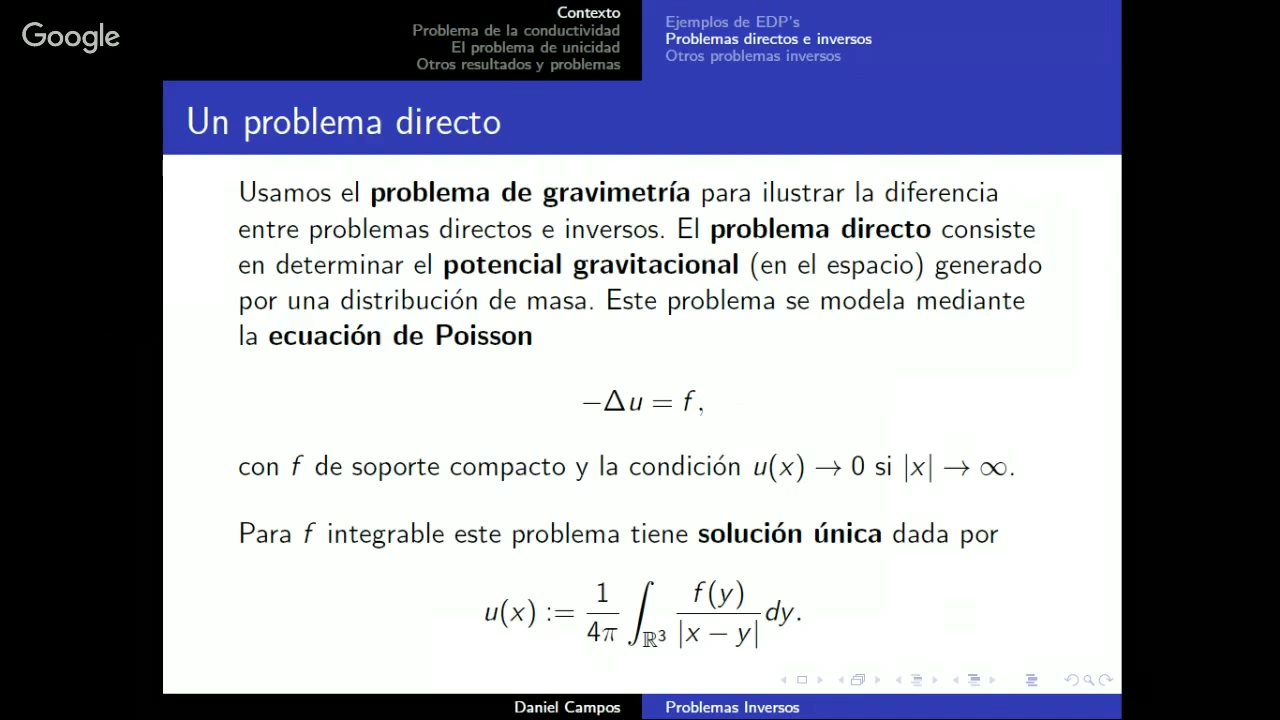 Google
Contexto
Problema de la conductividad
El problema de unicidad
Otros resultados y problemas
Ejemplos de EDP's
Problemas directos e inversos
Otros problemas inversos
Un problema directo
Usamos el problema de gravimetría para ilustrar la diferencia
entre problemas directos e inversos. El problema directo consiste
en determinar el potencial gravitacional (en el espacio) generado
por una distribución de masa. Este problema se modela mediante
la ecuación de Poisson
−Δu = f,
con f de soporte compacto y la condición u(x) → 0 si |x| → ∞.
Para f integrable este problema tiene solución única dada por
u(x) := \frac{1}{4π} ∫_{ℝ³} \frac{f(y)}{|x − y|} dy.
Daniel Campos
Problemas Inversos